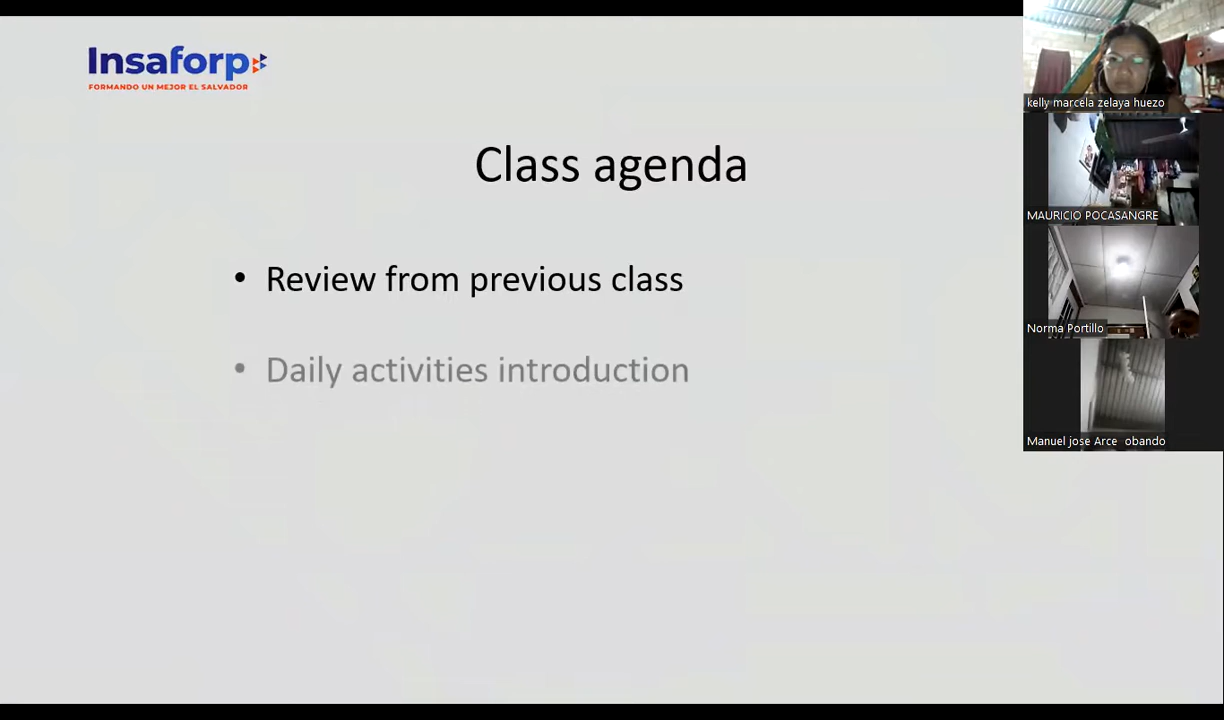 Insaforp
FORMANDO UN MEJOR EL SALVADOR
Class agenda
• Review from previous class
• Daily activities introduction
kelly marcela zelaya huezo
MAURICIO POCASANGRE
Norma Portillo
Manuel jose Arce obando